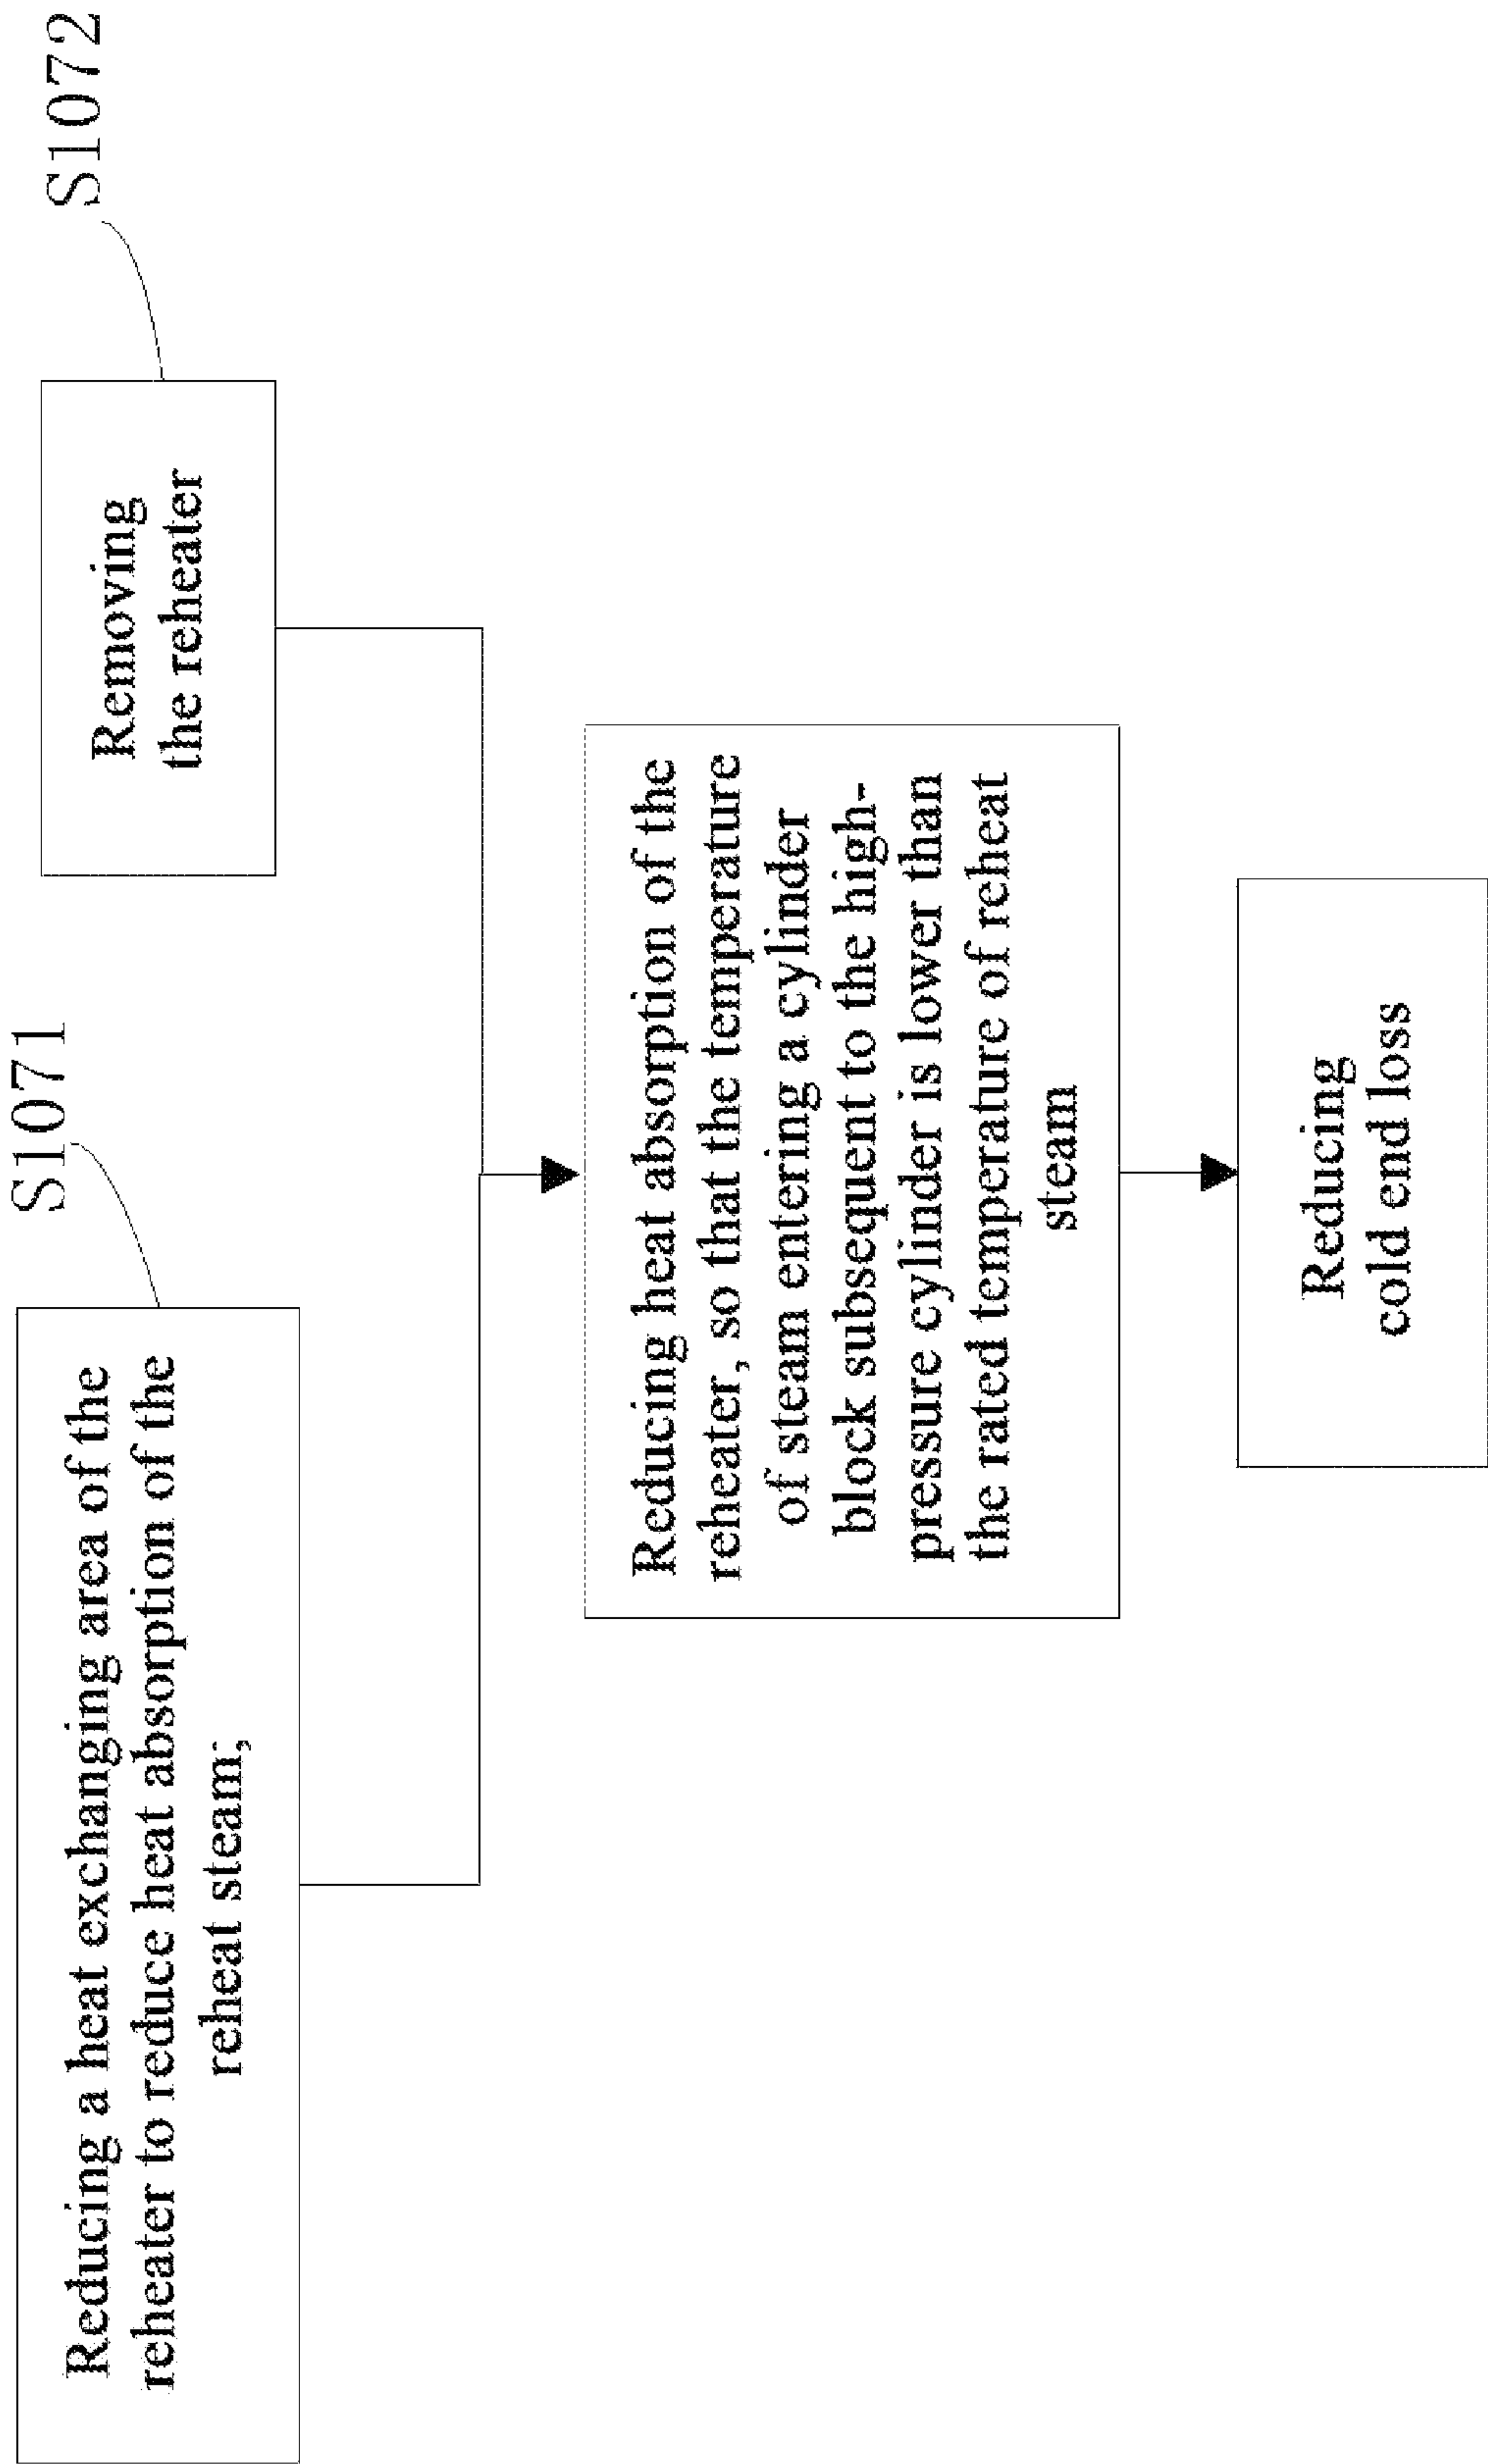 S1071
Reducing a heat exchanging area of the
reheater to reduce heat absorption of the
reheat steam;
S1072
Removing
the reheater
Reducing heat absorption of the
reheater, so that the temperature
of steam entering a cylinder
block subsequent to the high-
pressure cylinder is lower than
the rated temperature of reheat
steam
Reducing
cold end loss